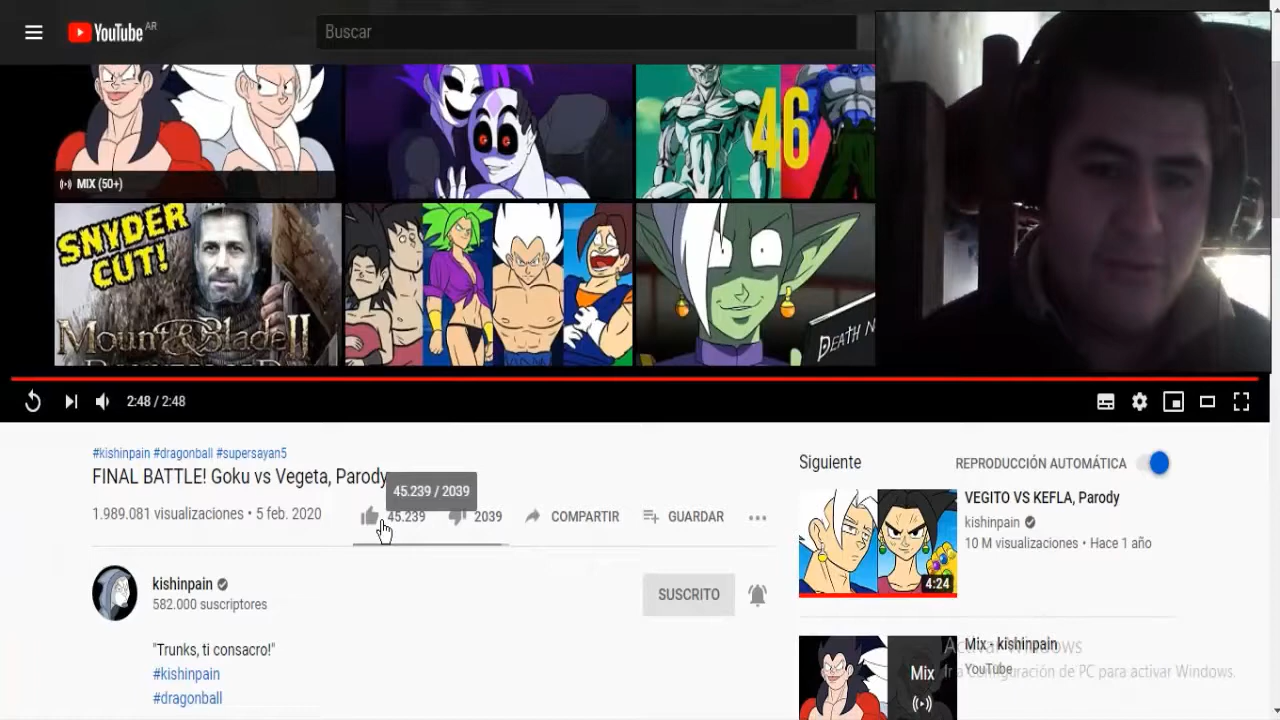 YouTube AR
Buscar
46
MIX (50+)
SNYDER
CUT!
MOUNT & BLADE II
DEATH N
2:48 / 2:48
#kishinpain #dragonball #supersayan5
FINAL BATTLE! Goku vs Vegeta, Parody
45.239 / 2039
1.989.081 visualizaciones • 5 feb. 2020
45.239
2039
COMPARTIR
GUARDAR
kishinpain
582.000 suscriptores
SUSCRITO
"Trunks, ti consacro!"
#kishinpain
#dragonball
Siguiente
REPRODUCCIÓN AUTOMÁTICA
VEGITO VS KEFLA, Parody
kishinpain
10 M visualizaciones • Hace 1 año
4:24
Mix - kishinpain
YouTube
Mix
Activar Windows
Ir a Configuración de PC para activar Windows.